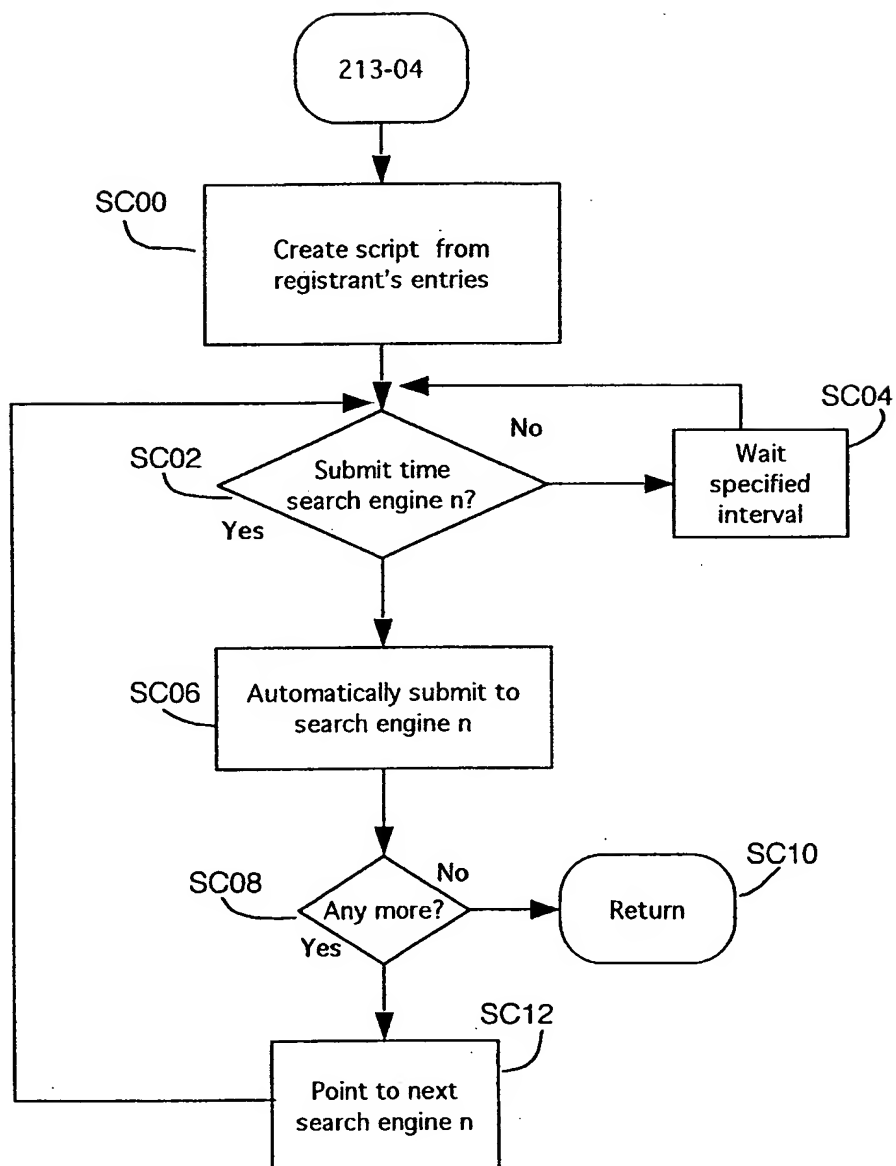 213-04
SC00
Create script from
registrant's entries
SC04
No
Wait
specified
interval
SC02
Submit time
search engine n?
Yes
SC06
Automatically submit to
search engine n
SC08
Any more?
No
Yes
SC10
Return
SC12
Point to next
search engine n